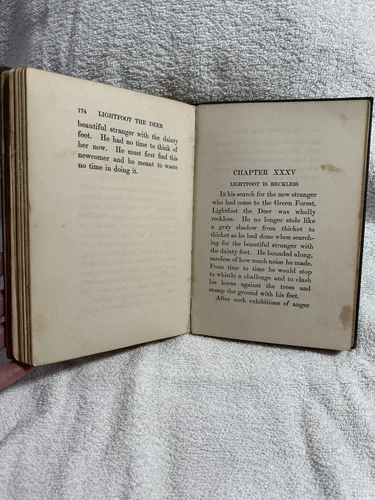 174 LIGHTFOOT THE DEER
beautiful stranger with the dainty
feet. He had no time to think of
her now. He must first find this
newcomer and he meant to waste
no time in doing it.
CHAPTER XXXV
LIGHTFOOT IS RECKLESS
In his search for the new stranger
who had come to the Green Forest,
Lightfoot the Deer was wholly
reckless. He no longer stole like
a grey shadow from thicket to
thicket as he had done when search-
ing for the beautiful stranger with
the dainty feet. He bounded along,
careless of how much noise he made.
From time to time he would stop
to whistle a challenge and to clash
his horns against the trees and
stamp the ground with his feet.
After such exhibitions of anger